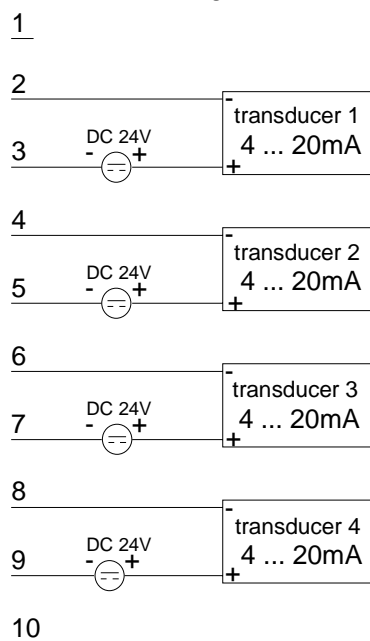 1
2
-
transducer 1
DC 24V
3
- +
4 ... 20mA
+
4
-
transducer 2
DC 24V
5
- +
4 ... 20mA
+
6
-
transducer 3
DC 24V
7
- +
4 ... 20mA
+
8
-
transducer 4
DC 24V
9
- +
4 ... 20mA
+
10